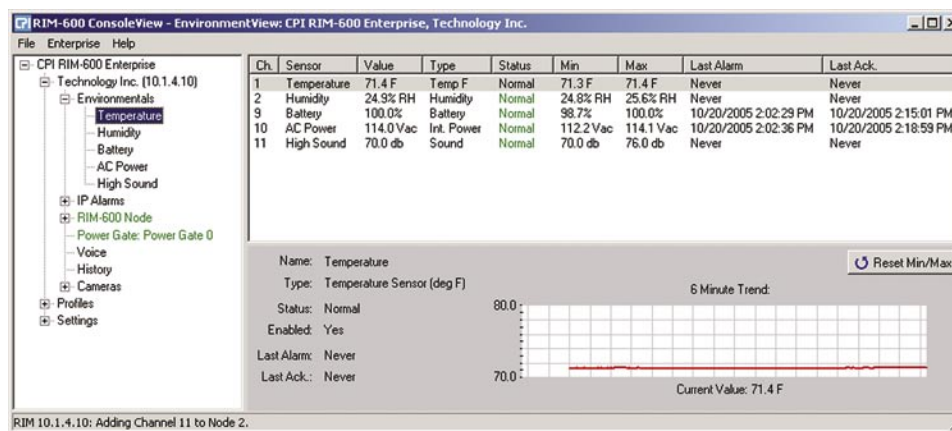 CPI RIM-600 ConsoleView - EnvironmentView: CPI RIM-600 Enterprise, Technology Inc.
File Enterprise Help
CPI RIM-600 Enterprise
Technology Inc. (10.1.4.10)
Environmentals
Temperature
Humidity
Battery
AC Power
High Sound
IP Alarms
RIM-600 Node
Power Gate: Power Gate 0
Voice
History
Cameras
Profiles
Settings
Ch. Sensor Value Type Status Min Max Last Alarm Last Ack.
1 Temperature 71.4 F Temp F Normal 71.3 F 71.4 F Never Never
2 Humidity 24.9% RH Humidity Normal 24.8% RH 25.6% RH Never Never
9 Battery 100.0% Battery Normal 98.7% 100.0% 10/20/2005 2:02:29 PM 10/20/2005 2:15:01 PM
10 AC Power 114.0 Vac Int. Power Normal 112.2 Vac 114.1 Vac 10/20/2005 2:02:36 PM 10/20/2005 2:18:59 PM
11 High Sound 70.0 db Sound Normal 70.0 db 76.0 db Never Never
Name: Temperature
Reset Min/Max
Type: Temperature Sensor (deg F)
6 Minute Trend:
Status: Normal
80.0
Enabled: Yes
Last Alarm: Never
Last Ack.: Never
70.0
Current Value: 71.4 F
RIM 10.1.4.10: Adding Channel 11 to Node 2.